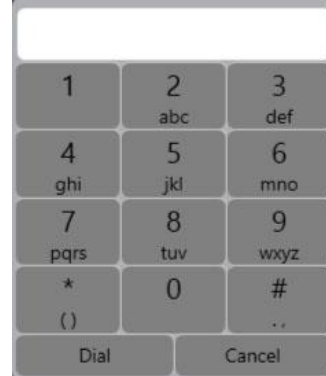 1 2 3
abc def
4 5 6
ghi jkl mno
7 8 9
pqrs tuv wxyz
* 0 #
( ) . ,
Dial Cancel